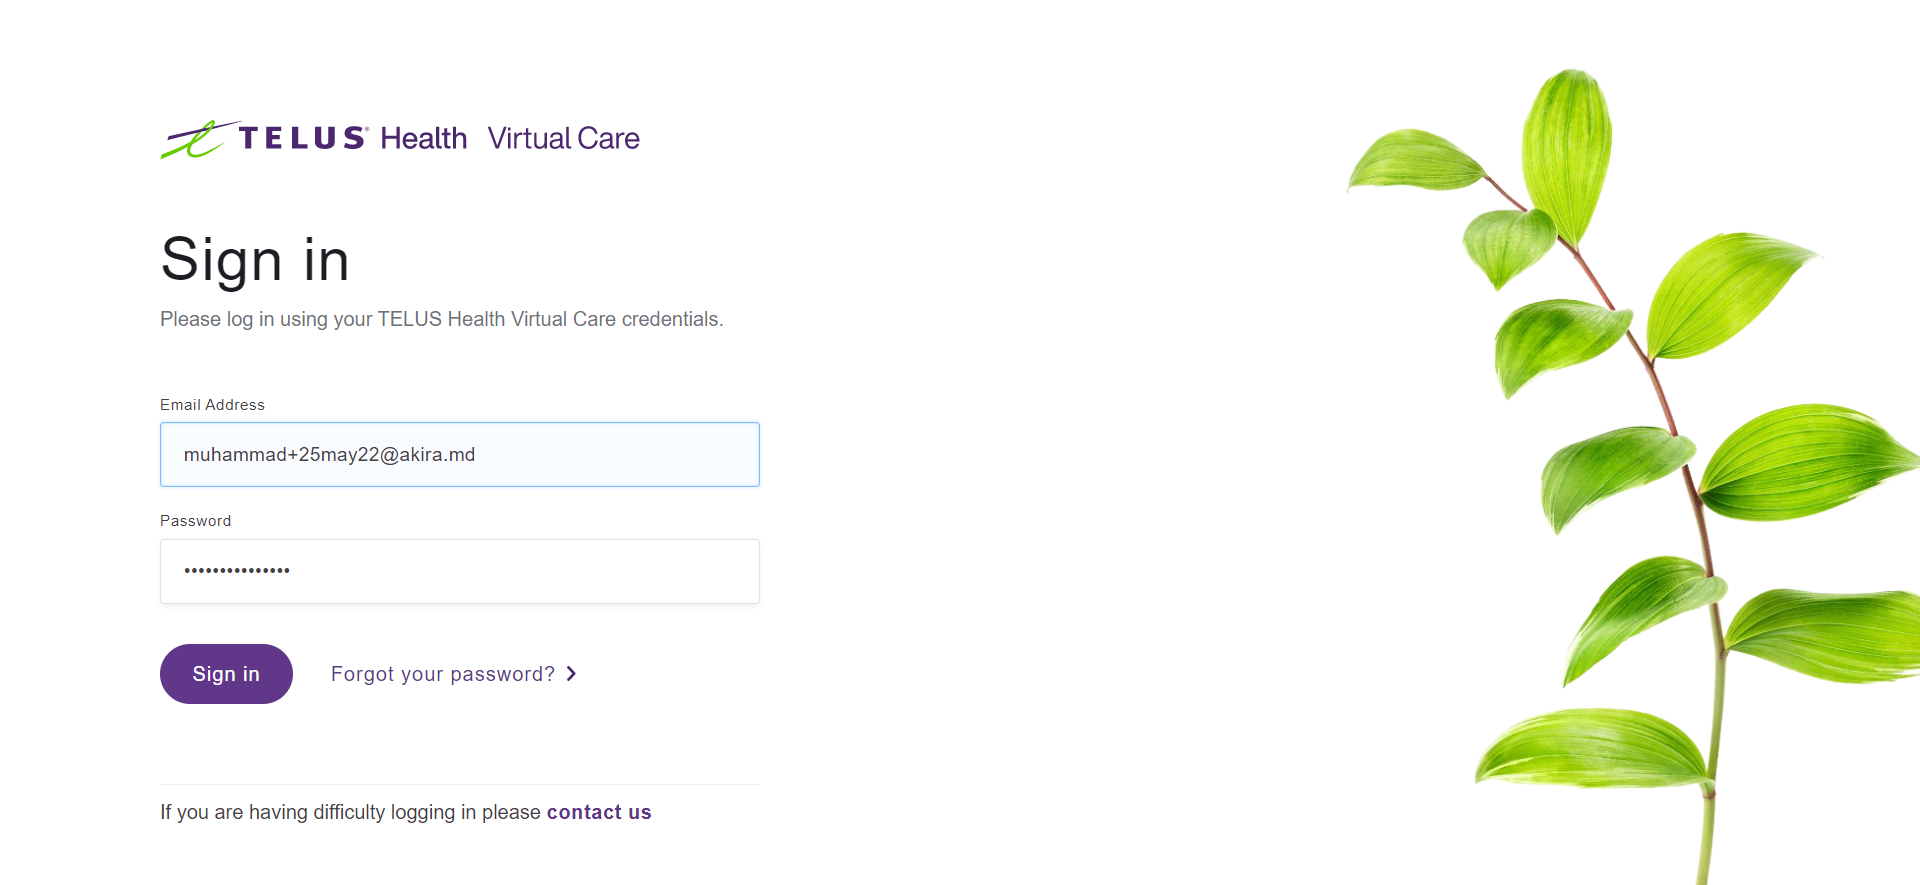 TELUS® Health Virtual Care
Sign in
Please log in using your TELUS Health Virtual Care credentials.
Email Address
muhammad+25may22@akira.md
Password
•••••••••••••••
Sign in Forgot your password?
If you are having difficulty logging in please contact us